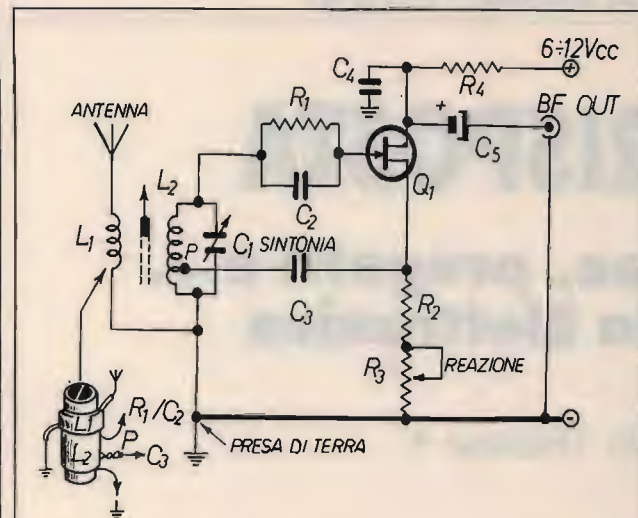 6÷12Vcc
C4
R4
ANTENNA
R1
BF OUT
C5
L2
C2
Q1
L1
P
C1 SINTONIA
C3
R2
R3
REAZIONE
L1
R1/C2
P
L2
C3
PRESA DI TERRA